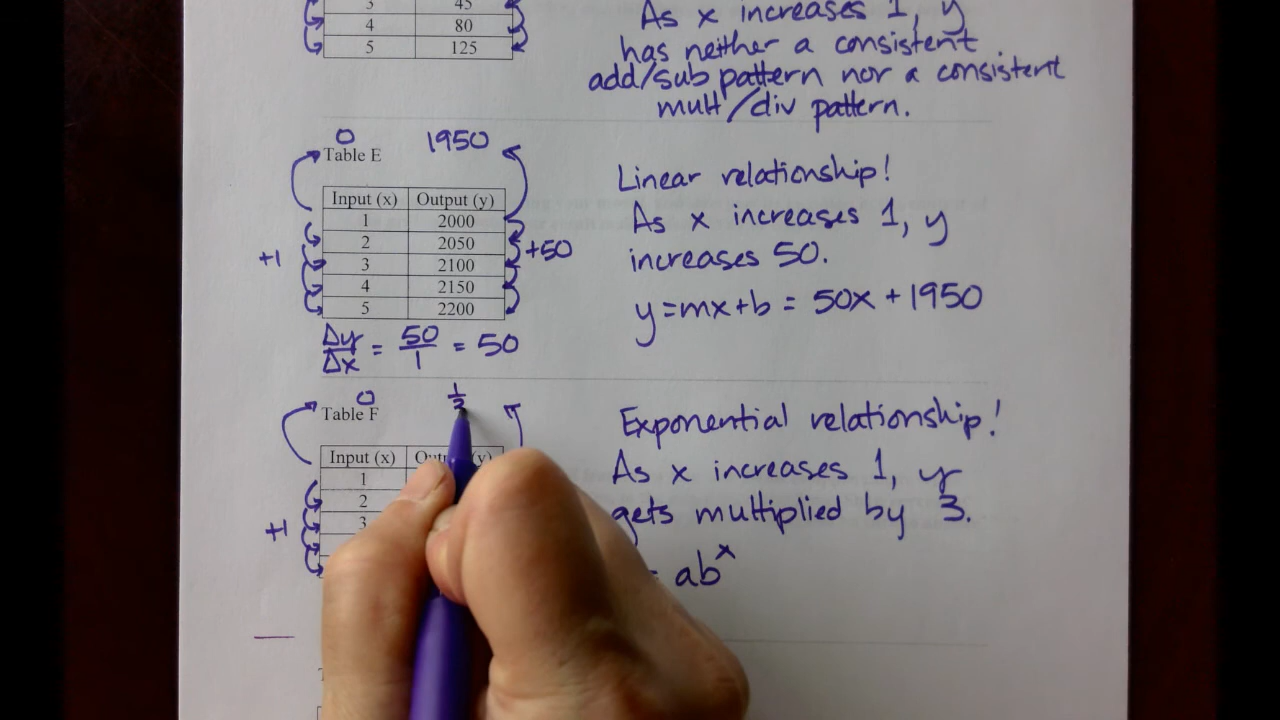 3 45
4 80
5 125
As x increases 1, y
has neither a consistent
add/sub pattern nor a consistent
mult/div pattern.
0 1950
Table E
Input (x) Output (y)
1 2000
2 2050
3 2100
4 2150
5 2200
+1
+50
Δy/Δx = 50/1 = 50
Linear relationship!
As x increases 1, y
increases 50.
y=mx+b = 50x + 1950
0
Table F
Input (x) (y)
1
2
3
+1
Exponential relationship!
As x increases 1, y
gets multiplied by 3.
abˣ